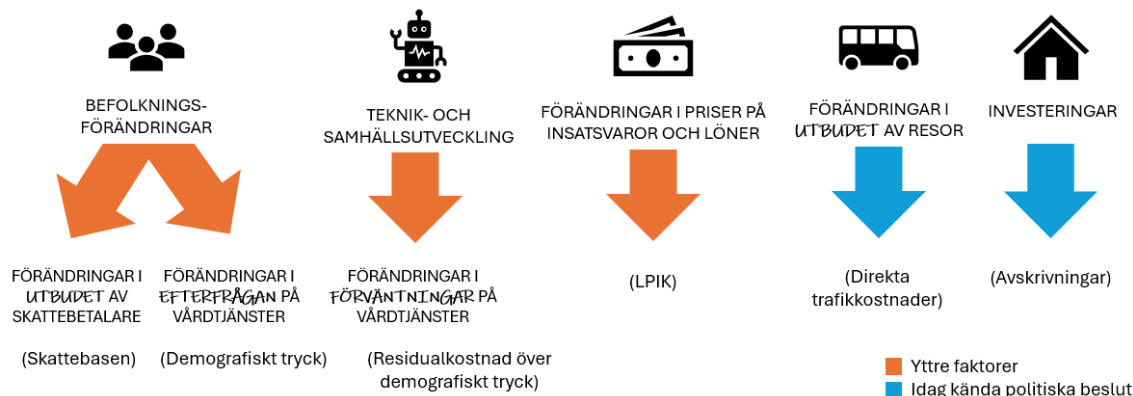 BEFOLKNINGS-
FÖRÄNDRINGAR
TEKNIK- OCH
SAMHÄLLSUTVECKLING
FÖRÄNDRINGAR I PRISER PÅ
INSATSVAROR OCH LÖNER
FÖRÄNDRINGAR I
UTBUDET AV RESOR
INVESTERINGAR
FÖRÄNDRINGAR I
UTBUDET AV
SKATTEBETALARE
(Skattebasen)
FÖRÄNDRINGAR I
EFTERFRÅGAN PÅ
VÅRDTJÄNSTER
(Demografiskt tryck)
FÖRÄNDRINGAR I
FÖRVÄNTNINGAR PÅ
VÅRDTJÄNSTER
(Residualkostnad över
demografiskt tryck)
(LPIK)
(Direkta
trafikkostnader)
(Avskrivningar)
Yttre faktorer
Idag kända politiska beslut